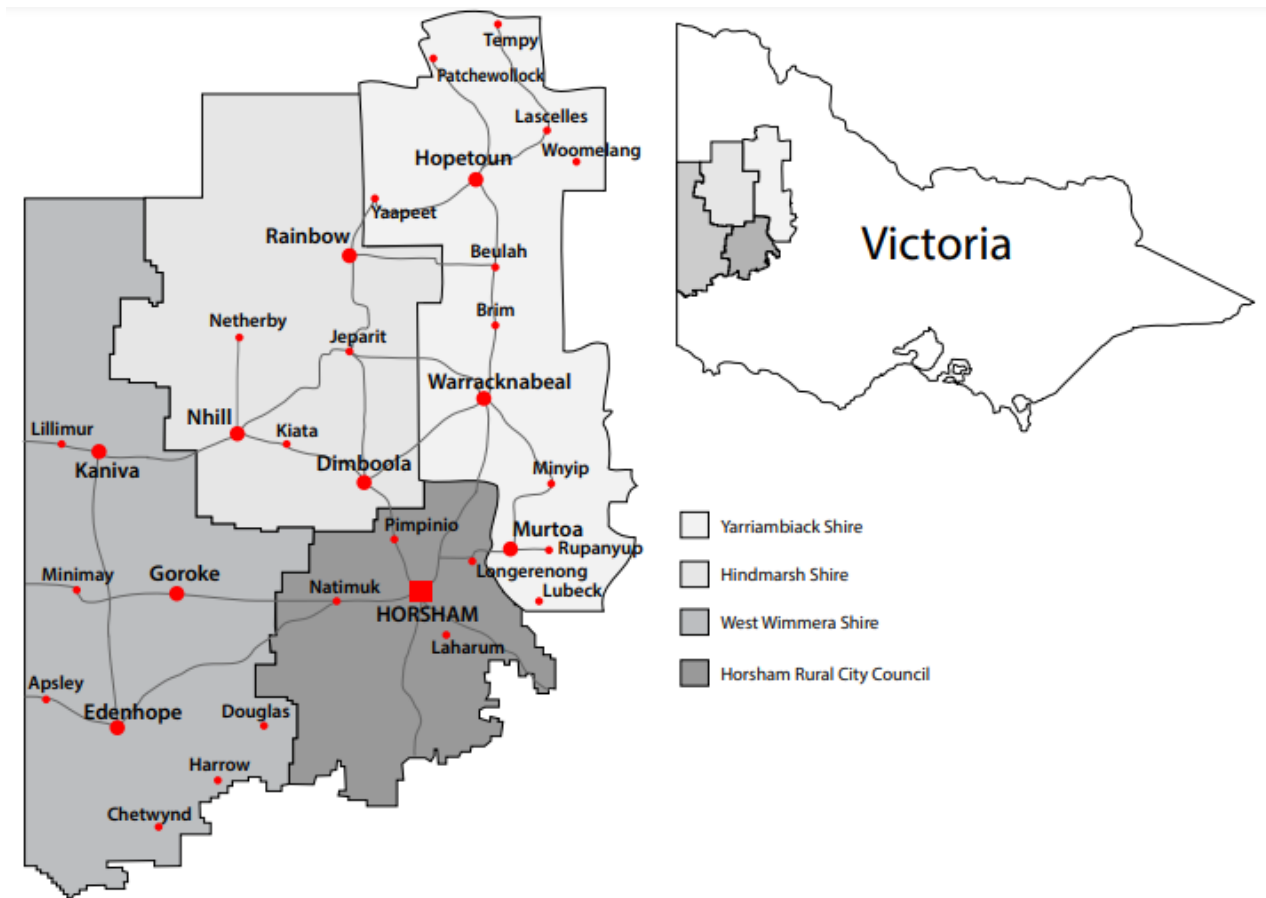 Tempy
Patchewollock
Lascelles
Woomelang
Hopetoun
Yaapeet
Rainbow
Beulah
Netherby
Brim
Jeparit
Warracknabeal
Nhill
Lillimur
Kiata
Kaniva
Dimboola
Minyip
Pimpinio
Murtoa
Rupanyup
Minimay
Goroke
Longerenong
Natimuk
Lubeck
HORSHAM
Laharum
Apsley
Edenhope
Douglas
Harrow
Chetwynd
Victoria
Yarriambiack Shire
Hindmarsh Shire
West Wimmera Shire
Horsham Rural City Council